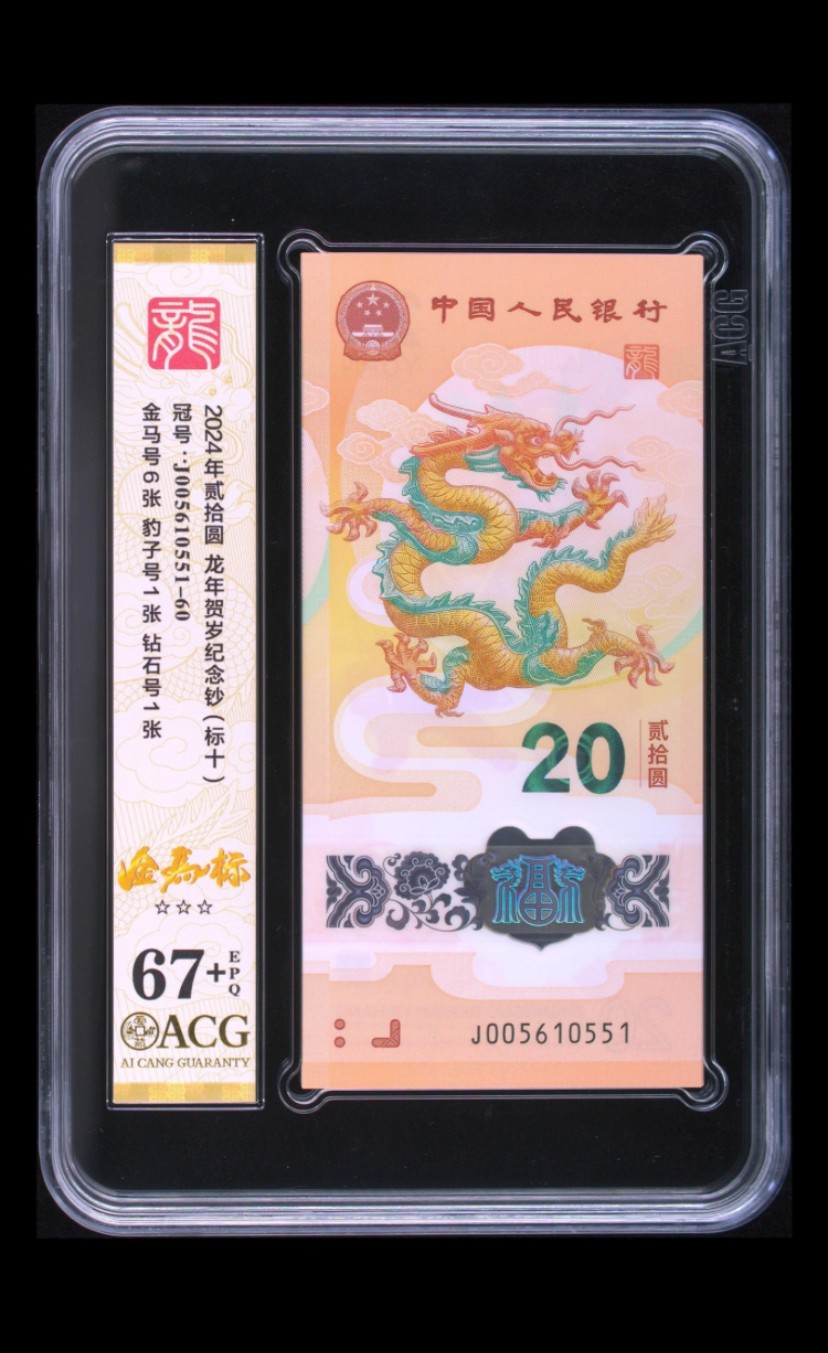 龍
2024年贰拾圆 龙年贺岁纪念钞(标十)
冠号:J005610551-60
金马号6张 豹子号1张 钻石号1张
金马标
67+
EPQ
ACG
AI CANG GUARANTY
中国人民银行
龍
20
贰拾圆
福
J005610551
ACG